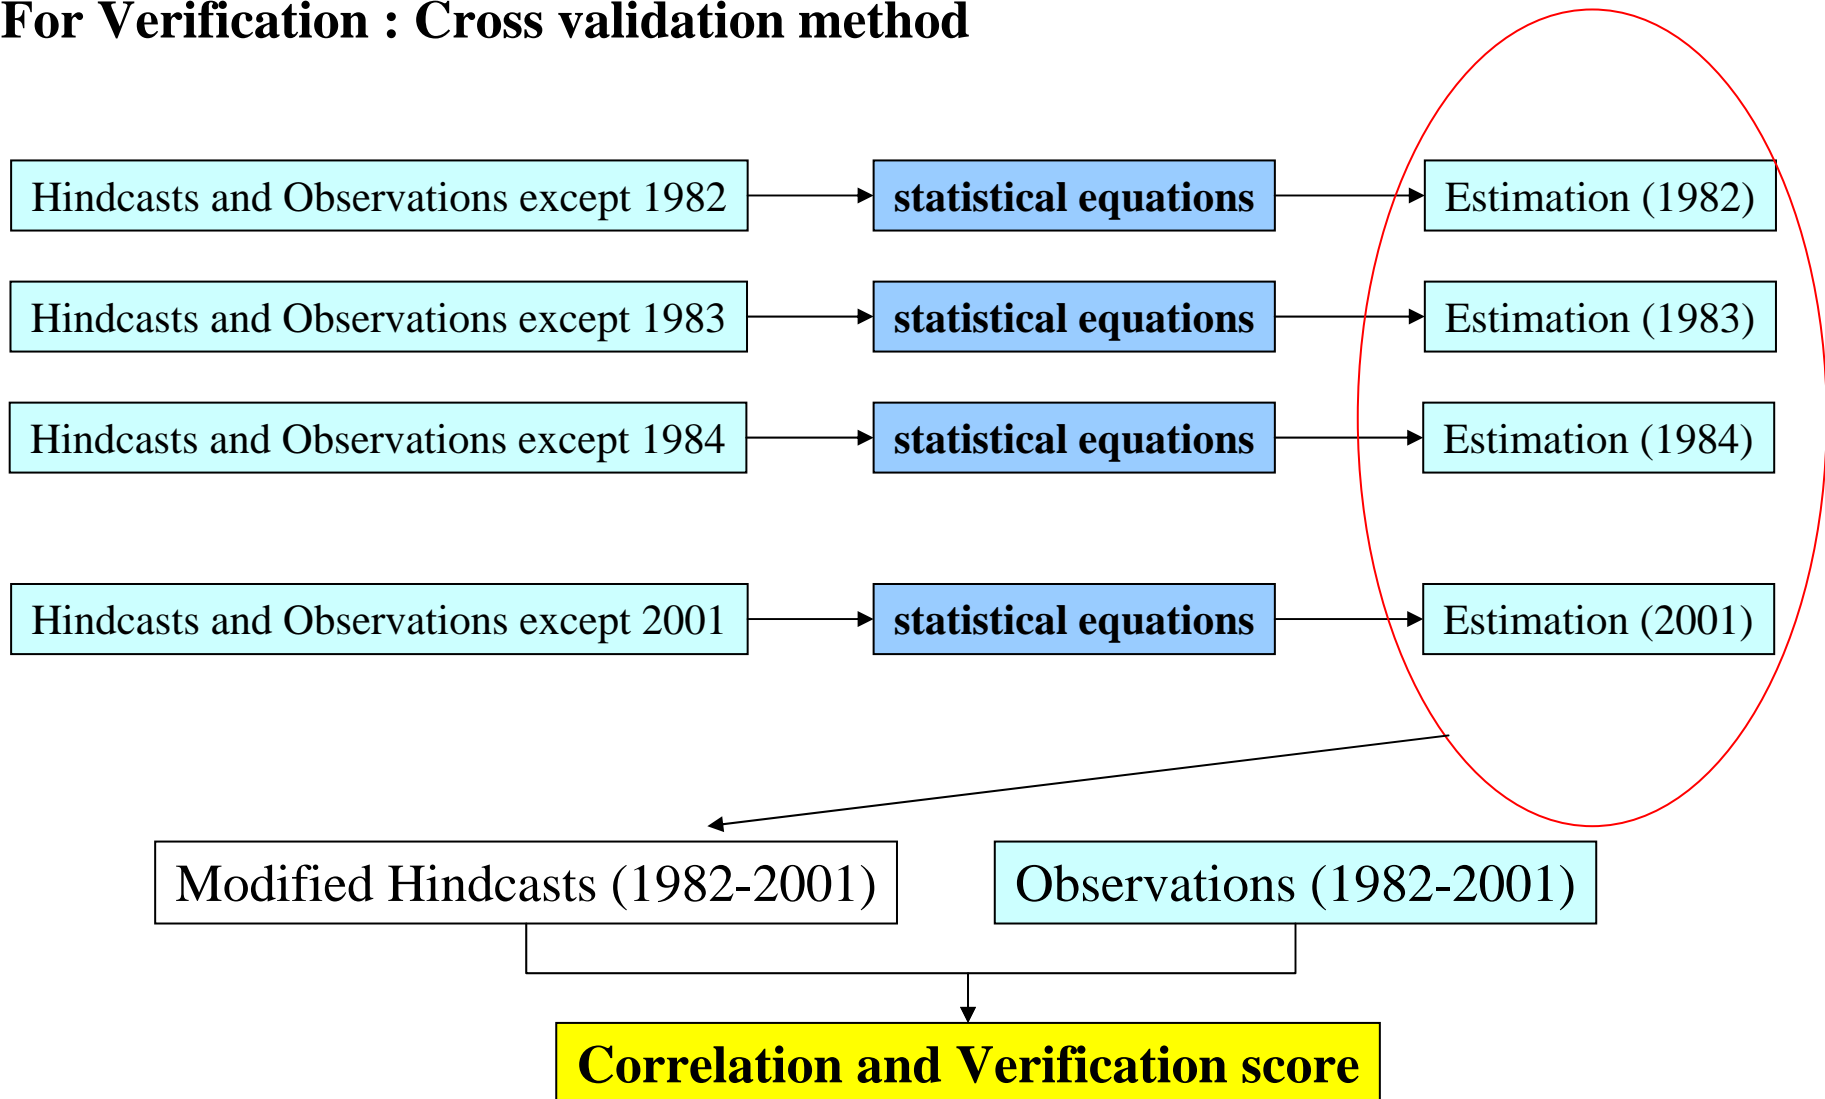 For Verification : Cross validation method
Hindcasts and Observations except 1982
statistical equations
Estimation (1982)
Hindcasts and Observations except 1983
statistical equations
Estimation (1983)
Hindcasts and Observations except 1984
statistical equations
Estimation (1984)
Hindcasts and Observations except 2001
statistical equations
Estimation (2001)
Modified Hindcasts (1982-2001)
Observations (1982-2001)
Correlation and Verification score